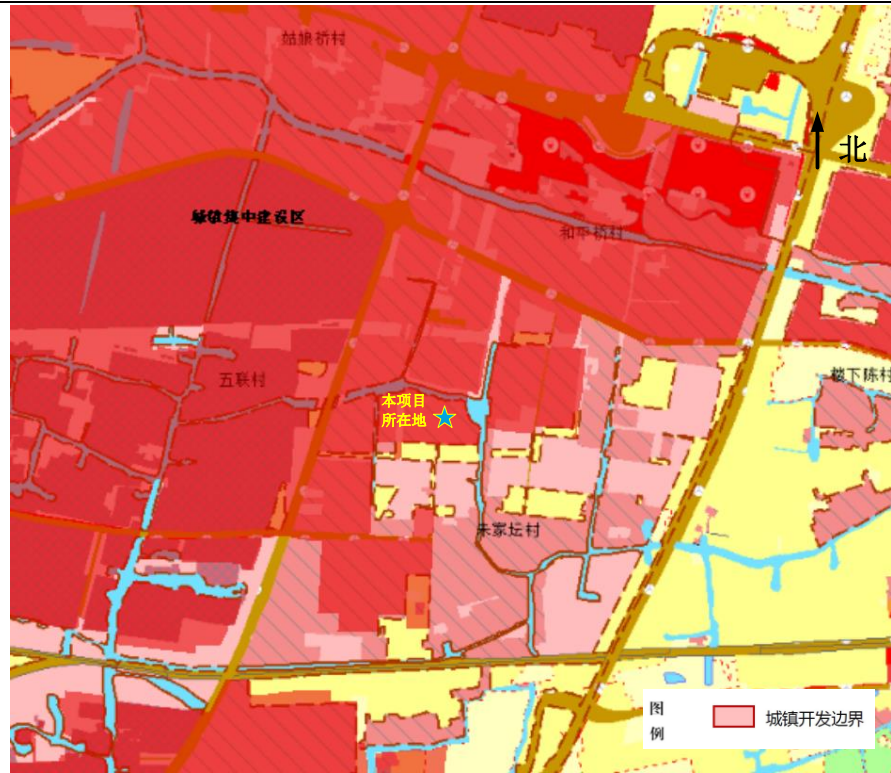 姑娘桥村
北
城镇集中建设区
和平桥村
五联村
楼下陈村
本项目
所在地
朱家坛村
图
例
城镇开发边界